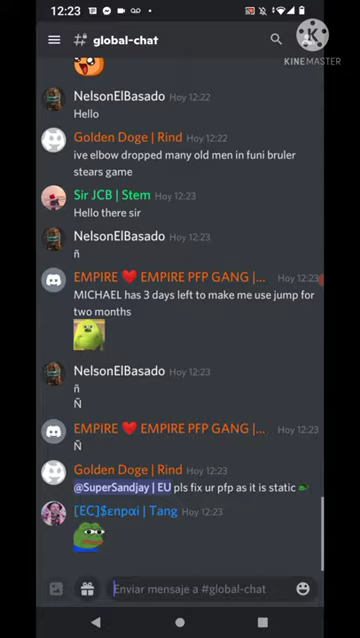 12:23
# global-chat
K
KINEMASTER
NelsonElBasado Hoy 12:22
Hello
Golden Doge | Rind Hoy 12:22
ive elbow dropped many old men in funi bruler
stears game
Sir JCB | Stem Hoy 12:23
Hello there sir
NelsonElBasado Hoy 12:23
ñ
EMPIRE ❤️ EMPIRE PFP GANG |... Hoy 12:23
MICHAEL has 3 days left to make me use jump for
two months
NelsonElBasado Hoy 12:23
ñ
Ñ
EMPIRE ❤️ EMPIRE PFP GANG |... Hoy 12:23
Ñ
Golden Doge | Rind Hoy 12:23
@SuperSandjay | EU pls fix ur pfp as it is static
[EC]$εnραi | Tang Hoy 12:23
Enviar mensaje a #global-chat